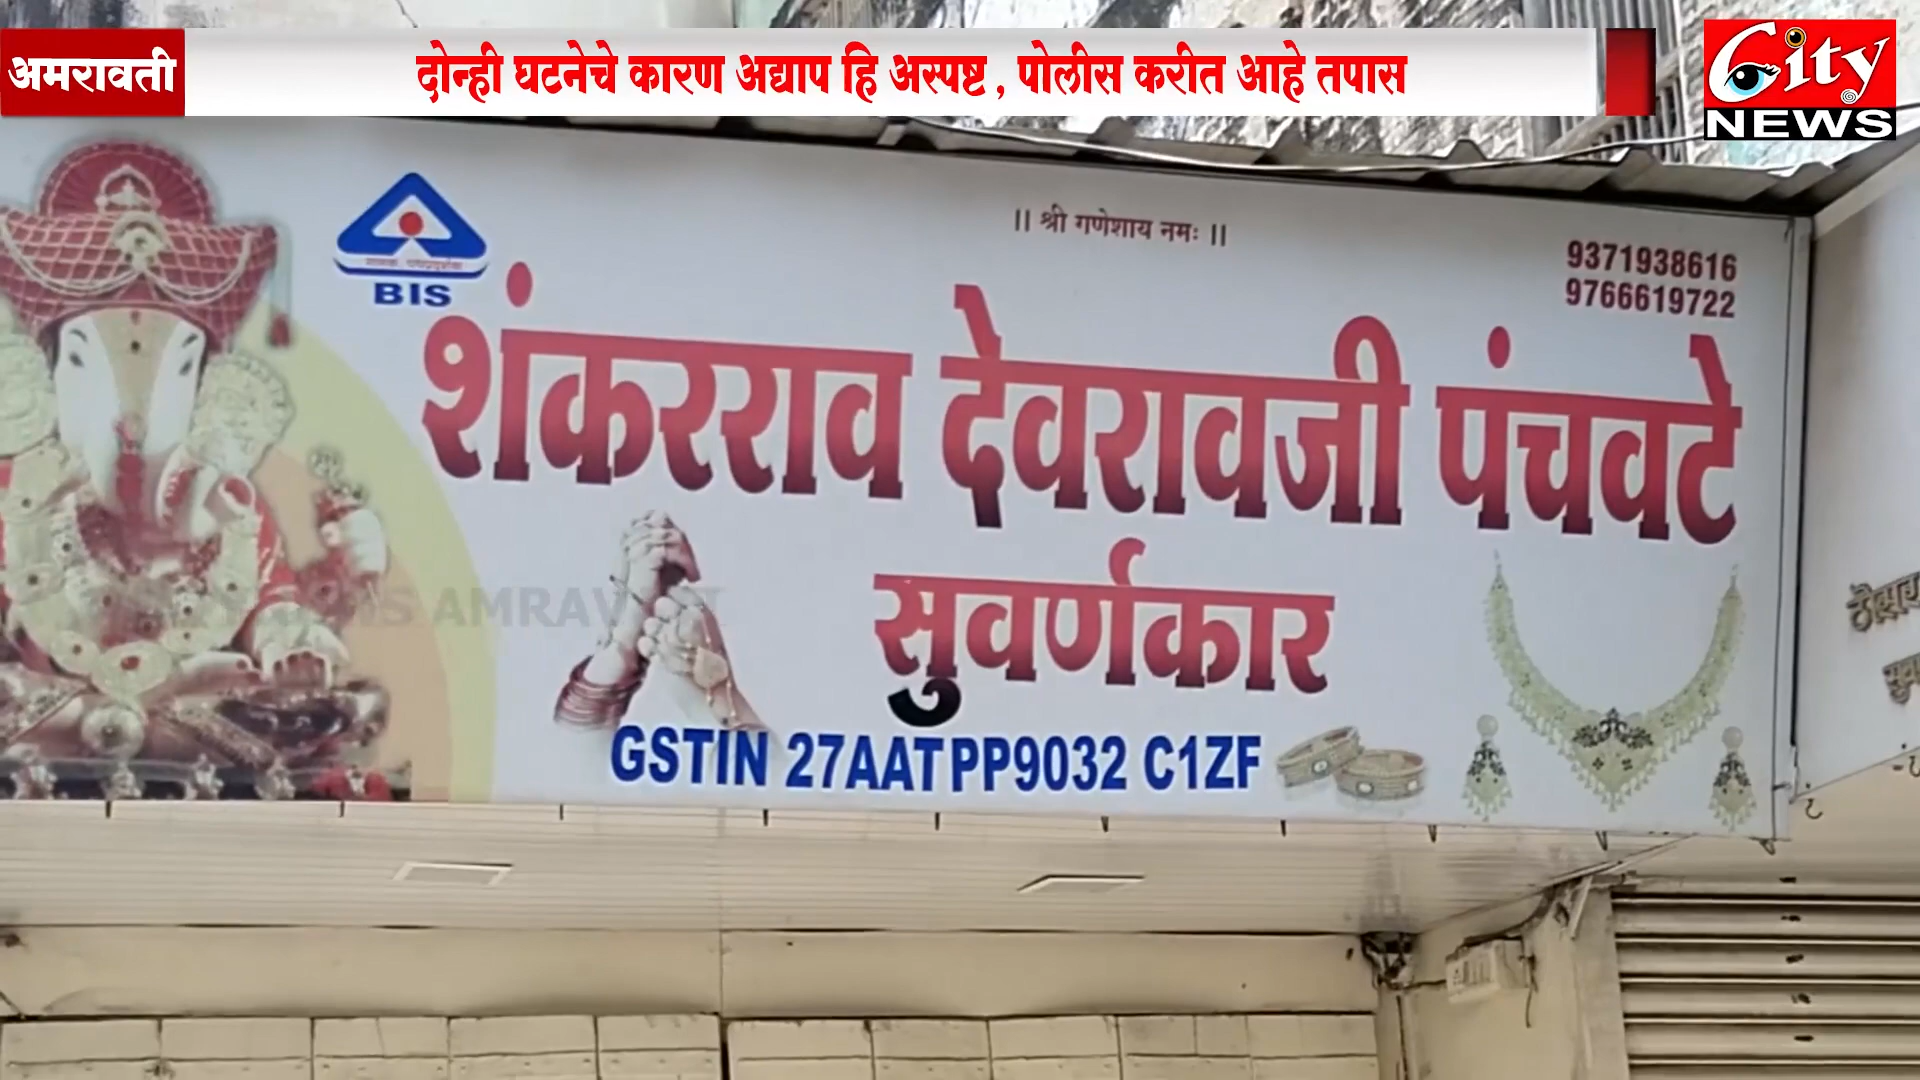 अमरावती
दोन्ही घटनेचे कारण अद्याप हि अस्पष्ट, पोलीस करीत आहे तपास
City
NEWS
|| श्री गणेशाय नमः ||
9371938616
9766619722
BIS
शंकरराव देवरावजी पंचवटे
सुवर्णकार
GSTIN 27AATPP9032 C1ZF
AMRAVATI